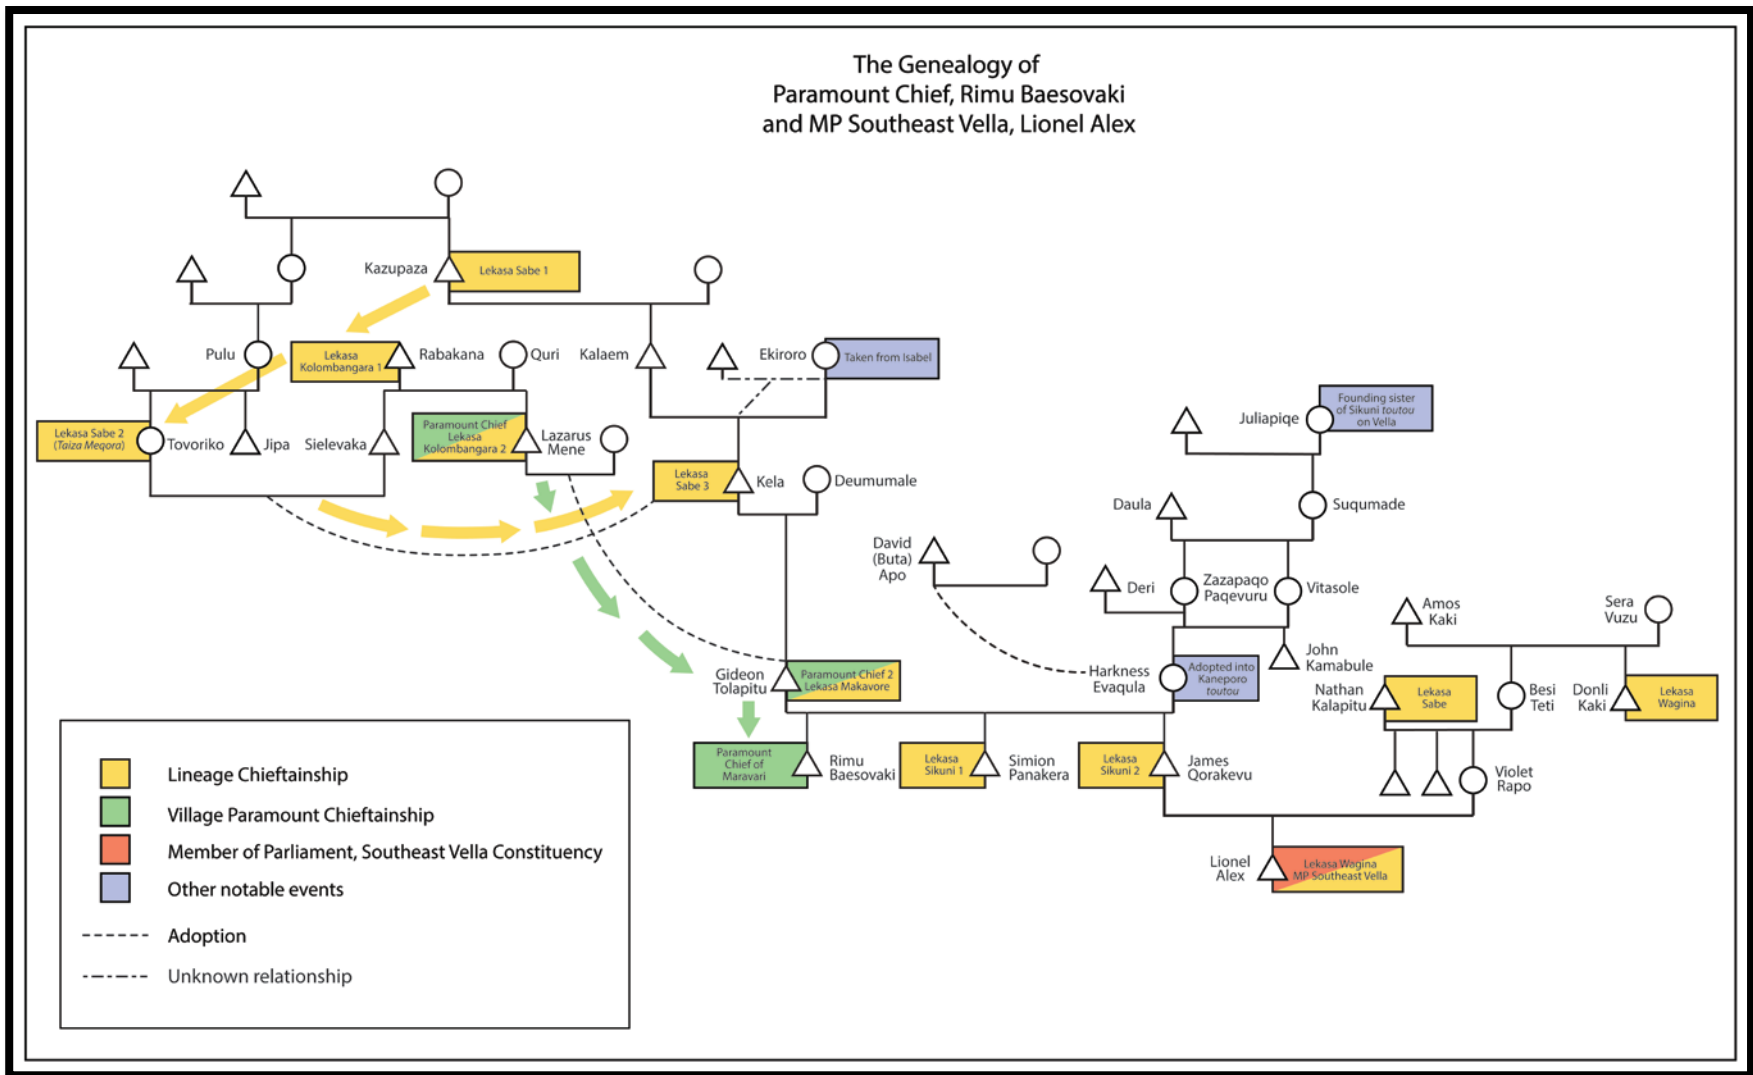 The Genealogy of
Paramount Chief, Rimu Baesovaki
and MP Southeast Vella, Lionel Alex
Kazupaza
Lekasa Sabe 1
Pulu
Lekasa
Kolombangara 1
Rabakana
Quri
Kalaem
Ekiroro
Taken from Isabel
Lekasa Sabe 2
(Taiza Meqora)
Tovoriko
Jipa
Sielevaka
Paramount Chief
Lekasa
Kolombangara 2
Lazarus
Mene
Lekasa
Sabe 3
Kela
Deumumale
Juliapiqe
Founding sister
of Sikuni toutou
on Vella
Daula
Suqumade
David
(Buta)
Apo
Deri
Zazapaqo
Paqevuru
Vitasole
Amos
Kaki
Sera
Vuzu
John
Kamabule
Gideon
Tolapitu
Paramount Chief 2
Lekasa Makavore
Harkness
Evaqula
Adopted into
Kaneporo
toutou
Nathan
Kalapitu
Lekasa
Sabe
Besi
Teti
Donli
Kaki
Lekasa
Wagina
Paramount
Chief of
Maravari
Rimu
Baesovaki
Lekasa
Sikuni 1
Simion
Panakera
Lekasa
Sikuni 2
James
Qorakevu
Violet
Rapo
Lionel
Alex
Lekasa Wagina
MP Southeast Vella
Lineage Chieftainship
Village Paramount Chieftainship
Member of Parliament, Southeast Vella Constituency
Other notable events
Adoption
Unknown relationship